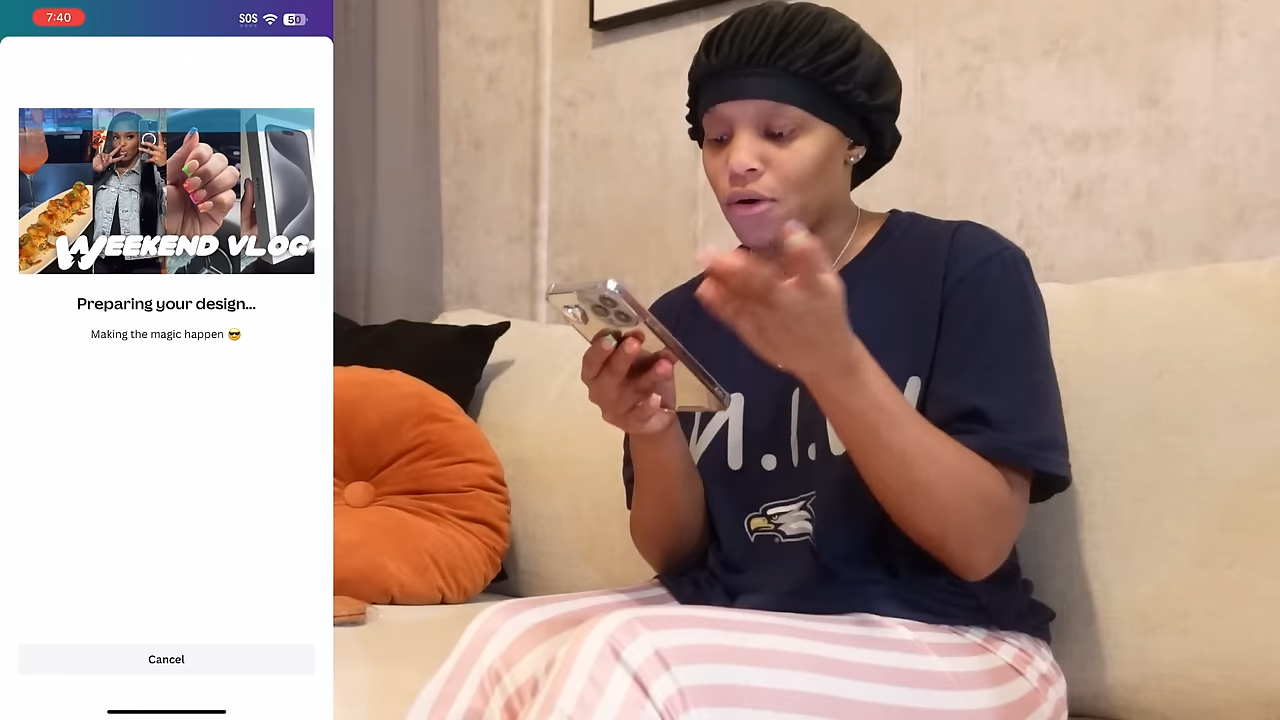 7:40
SOS
50
WEEKEND VLOG
Preparing your design...
Making the magic happen 😎
Cancel